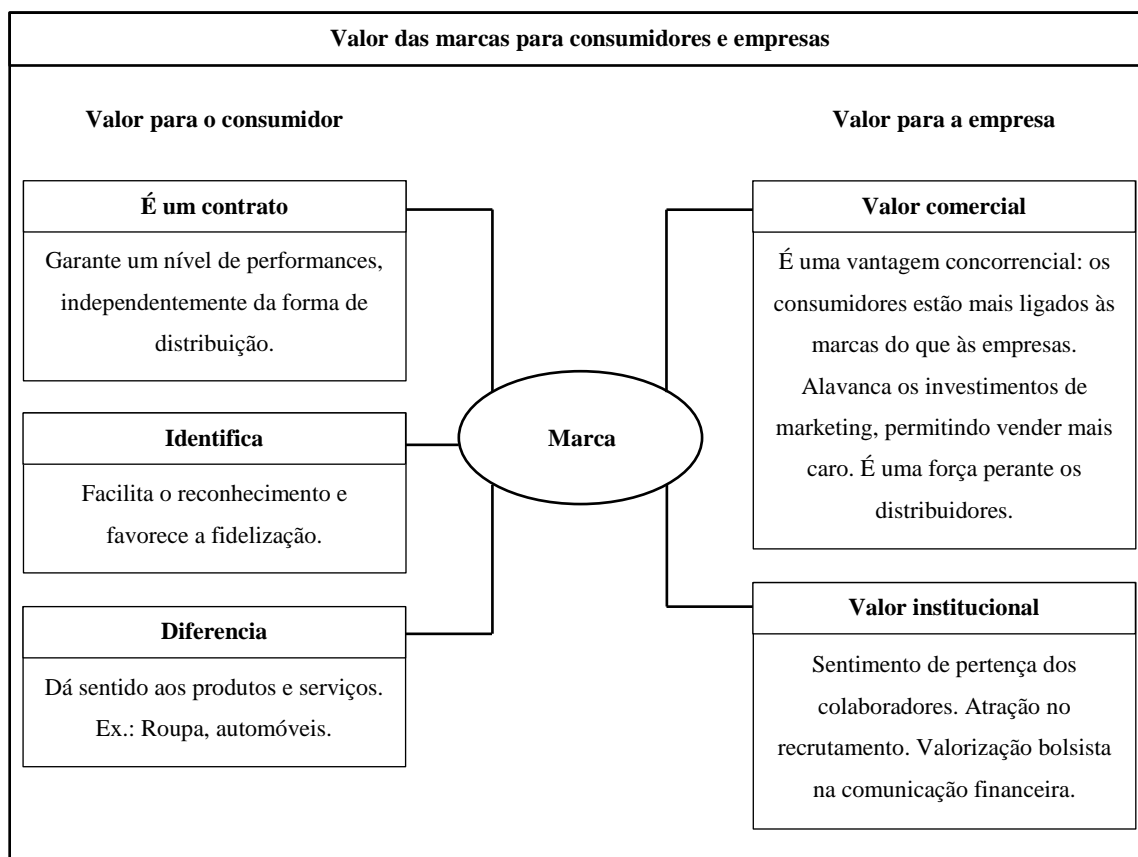 Valor das marcas para consumidores e empresas
Valor para o consumidor
É um contrato
Garante um nível de performances,
independentemente da forma de
distribuição.
Identifica
Facilita o reconhecimento e
favorece a fidelização.
Diferencia
Dá sentido aos produtos e serviços.
Ex.: Roupa, automóveis.
Marca
Valor para a empresa
Valor comercial
É uma vantagem concorrencial: os
consumidores estão mais ligados às
marcas do que às empresas.
Alavanca os investimentos de
marketing, permitindo vender mais
caro. É uma força perante os
distribuidores.
Valor institucional
Sentimento de pertença dos
colaboradores. Atração no
recrutamento. Valorização bolsista
na comunicação financeira.